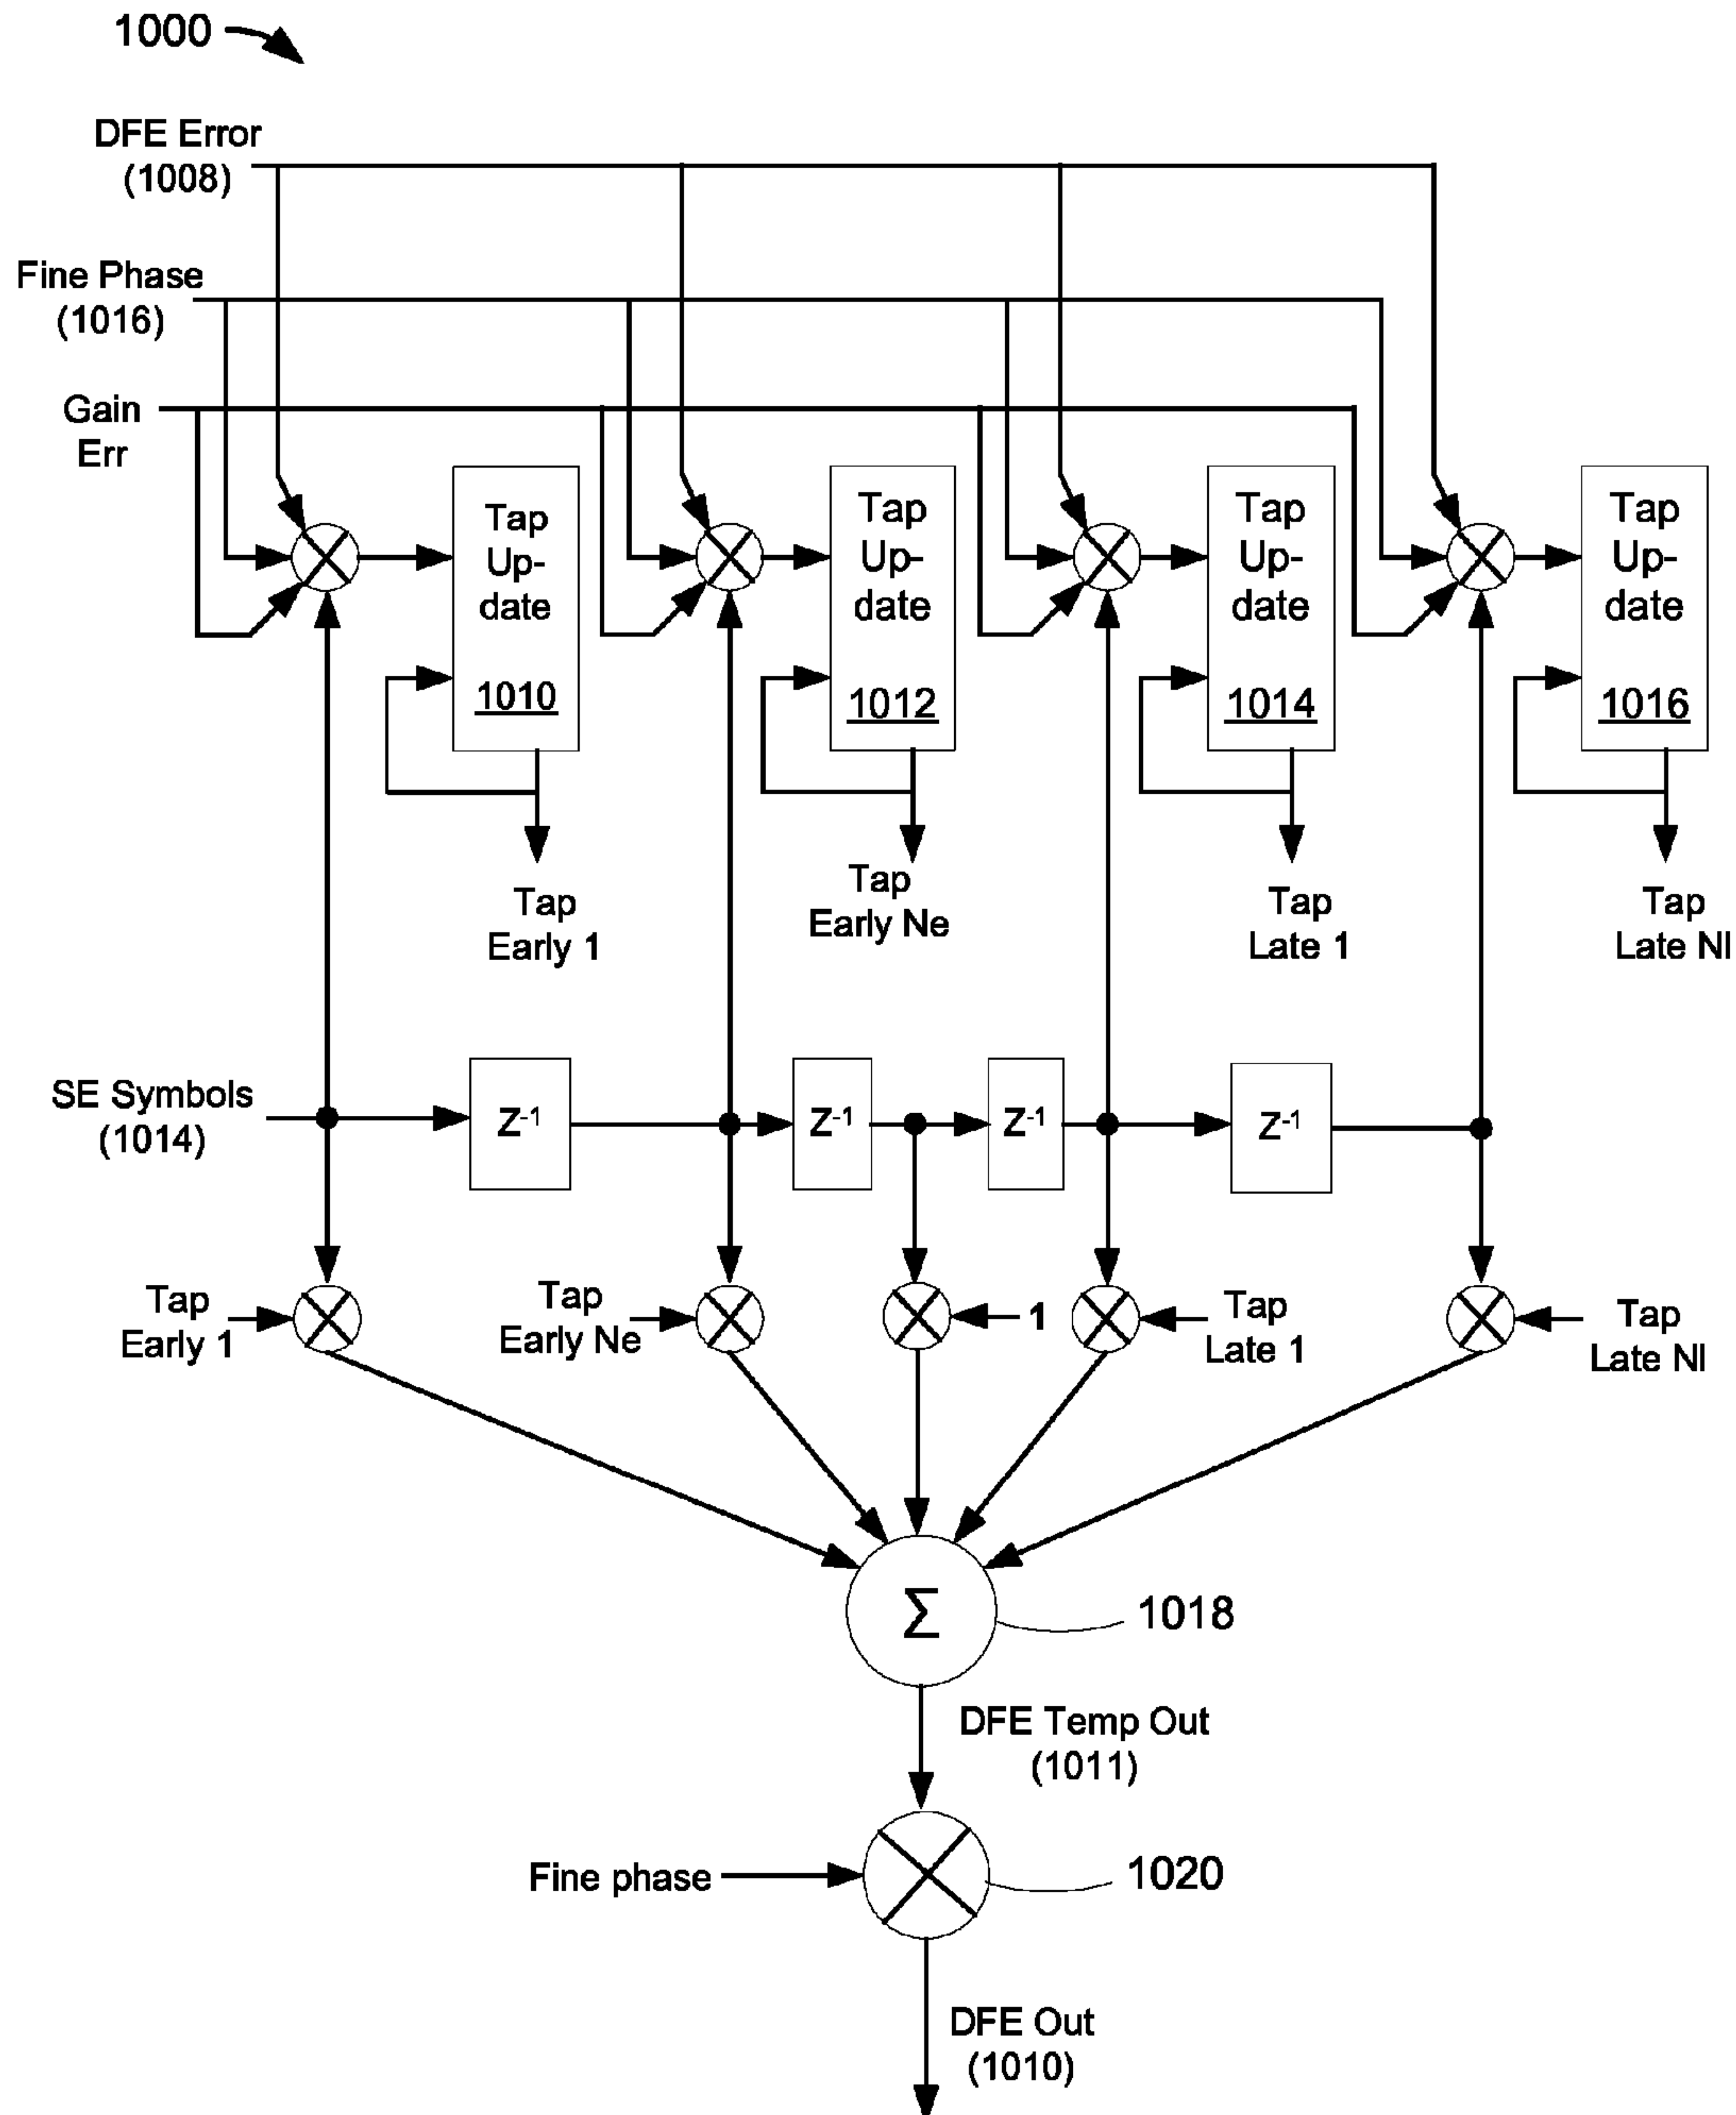 1000
DFE Error
(1008)
Fine Phase
(1016)
Gain
Err
Tap
Up-
date
1010
Tap
Up-
date
1012
Tap
Up-
date
1014
Tap
Up-
date
1016
Tap
Early 1
Tap
Early Ne
Tap
Late 1
Tap
Late Nl
SE Symbols
(1014)
Z-1
Z-1
Z-1
Z-1
Tap
Early 1
Tap
Early Ne
1
Tap
Late 1
Tap
Late Nl
Σ
1018
DFE Temp Out
(1011)
Fine phase
1020
DFE Out
(1010)